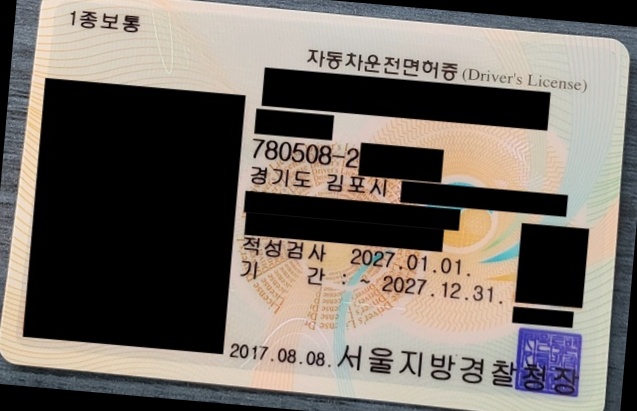 1종보통
자동차운전면허증 (Driver's License)
780508-2
경기도 김포시
적성검사 2027.01.01.
기 간 : ~ 2027.12.31.
2017.08.08. 서울지방경찰청장